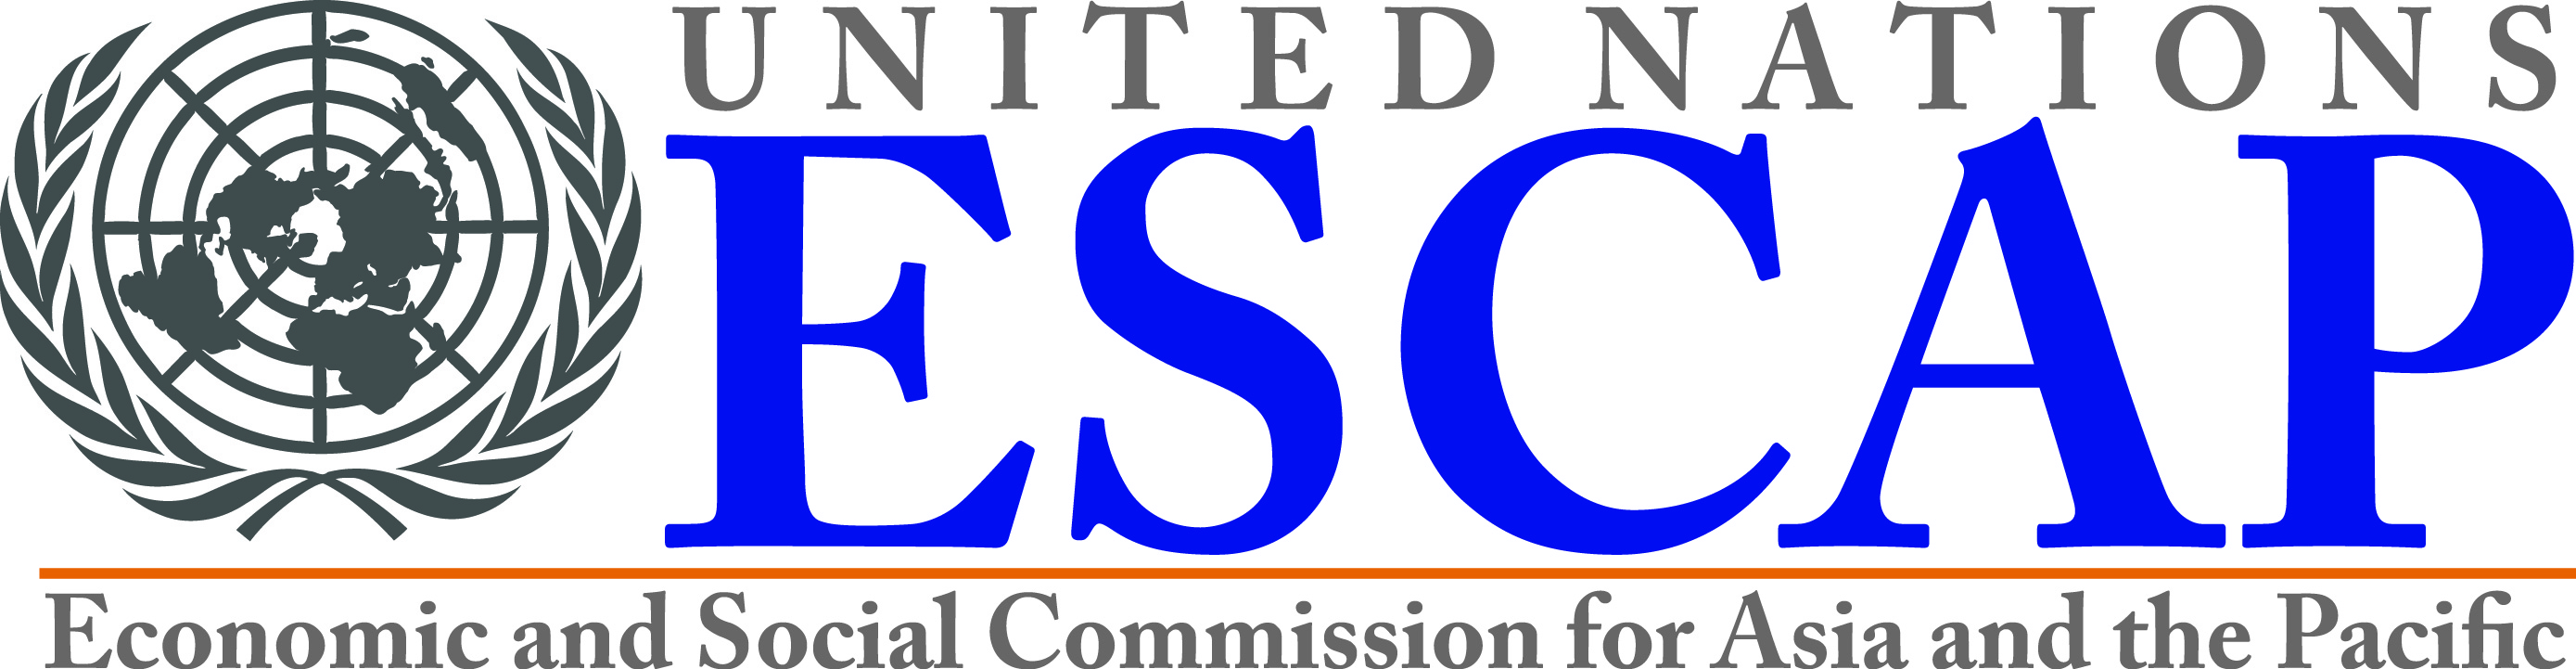 UNITED NATIONS
ESCAP
Economic and Social Commission for Asia and the Pacific